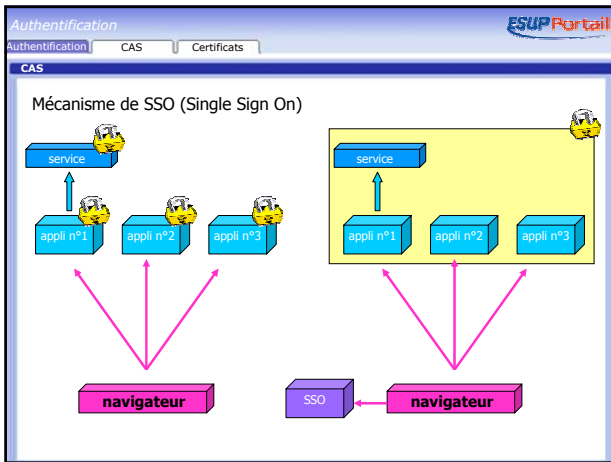 Authentification
ESUP Portail
Authentification CAS Certificats
CAS
Mécanisme de SSO (Single Sign On)
service
service
appli n°1 appli n°2 appli n°3
appli n°1 appli n°2 appli n°3
navigateur
SSO
navigateur